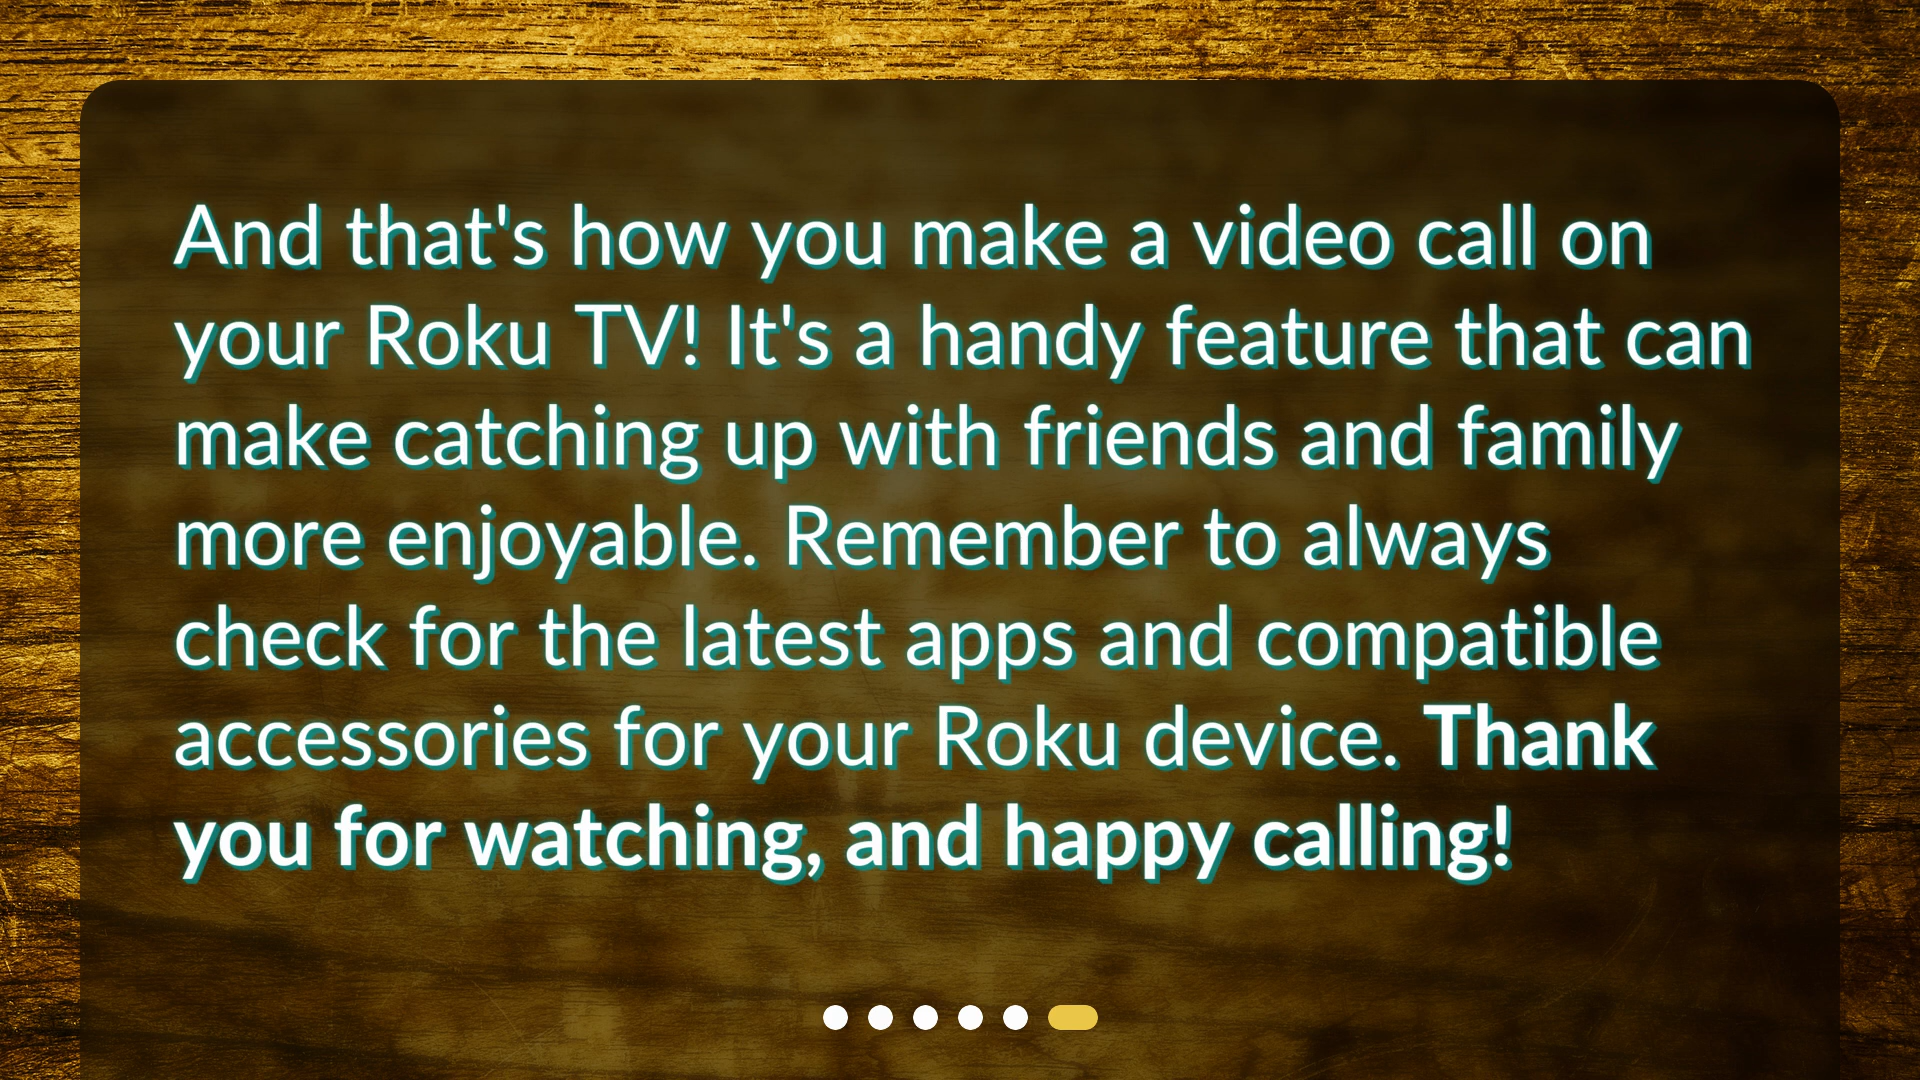 And that's how you make a video call on
your Roku TV! It's a handy feature that can
make catching up with friends and family
more enjoyable. Remember to always
check for the latest apps and compatible
accessories for your Roku device. Thank
you for watching, and happy calling!